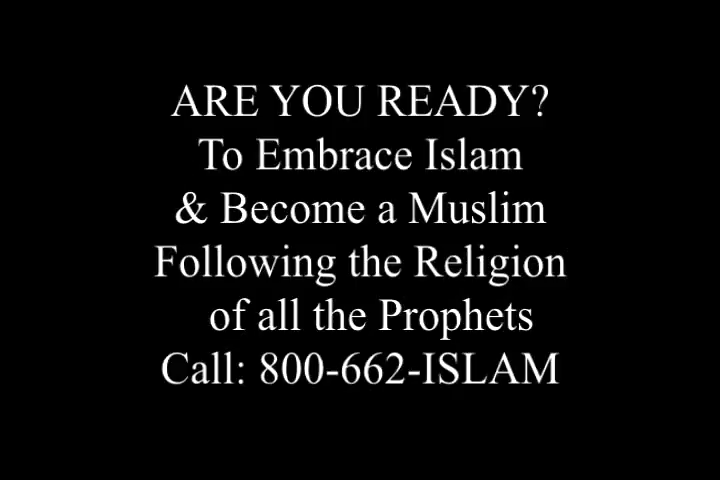 ARE YOU READY?
To Embrace Islam
& Become a Muslim
Following the Religion
of all the Prophets
Call: 800-662-ISLAM